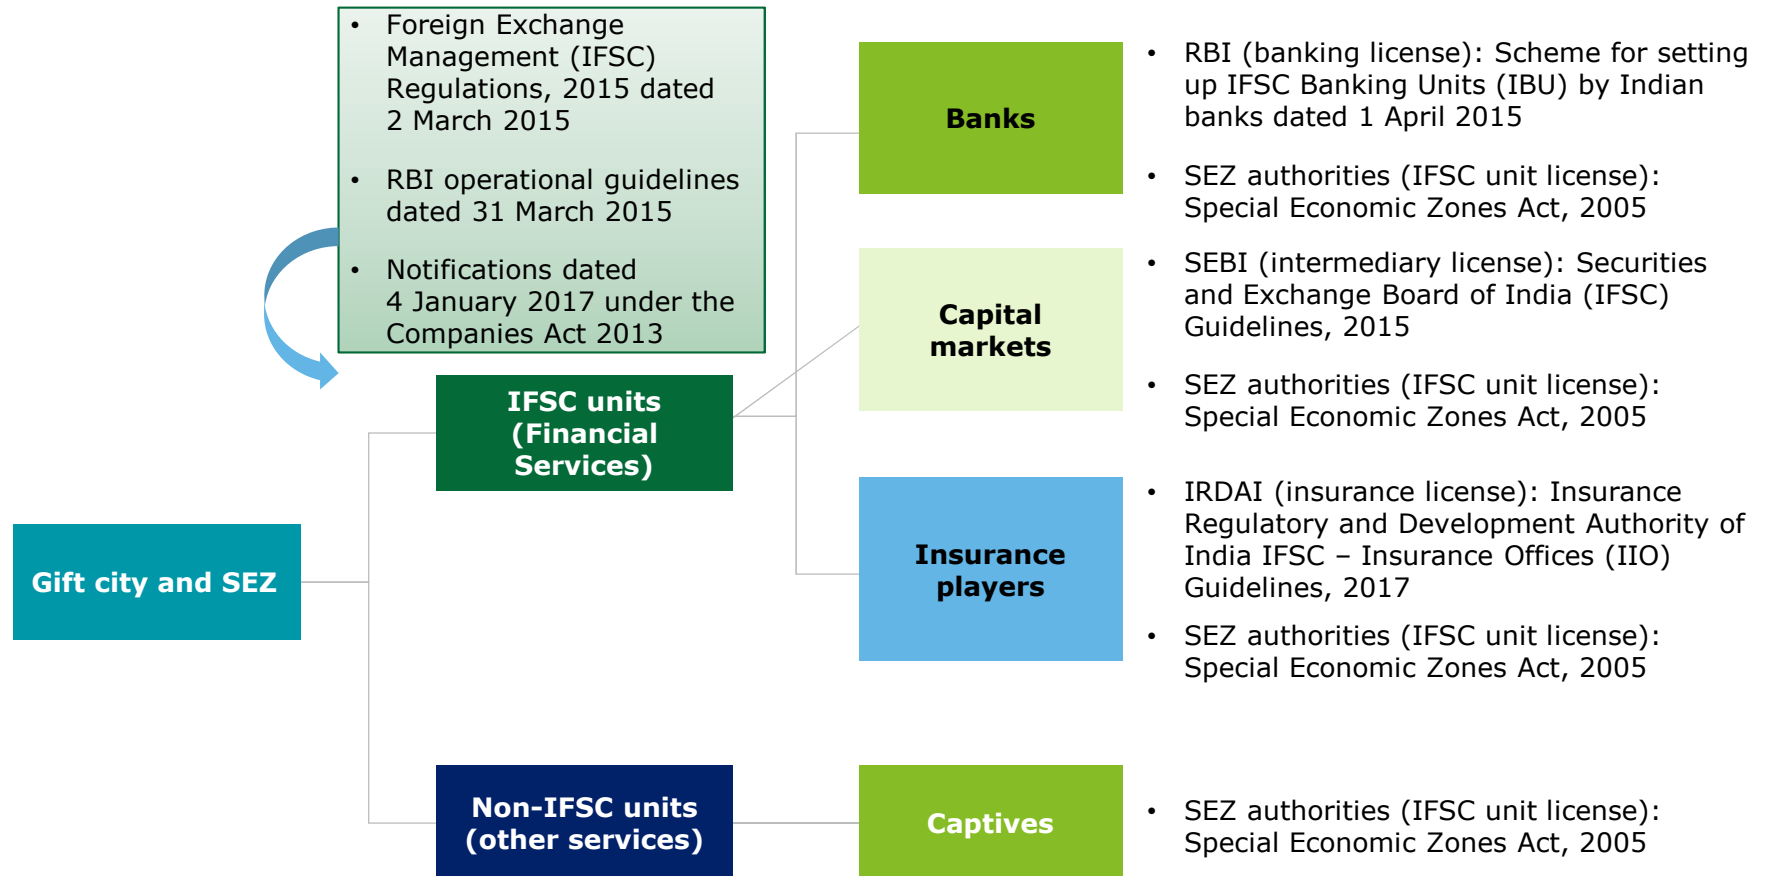 • Foreign Exchange
Management (IFSC)
Regulations, 2015 dated
2 March 2015
• RBI operational guidelines
dated 31 March 2015
• Notifications dated
4 January 2017 under the
Companies Act 2013
Gift city and SEZ
IFSC units
(Financial
Services)
Banks
• RBI (banking license): Scheme for setting
up IFSC Banking Units (IBU) by Indian
banks dated 1 April 2015
• SEZ authorities (IFSC unit license):
Special Economic Zones Act, 2005
Capital
markets
• SEBI (intermediary license): Securities
and Exchange Board of India (IFSC)
Guidelines, 2015
• SEZ authorities (IFSC unit license):
Special Economic Zones Act, 2005
Insurance
players
• IRDAI (insurance license): Insurance
Regulatory and Development Authority of
India IFSC – Insurance Offices (IIO)
Guidelines, 2017
• SEZ authorities (IFSC unit license):
Special Economic Zones Act, 2005
Non-IFSC units
(other services)
Captives
• SEZ authorities (IFSC unit license):
Special Economic Zones Act, 2005